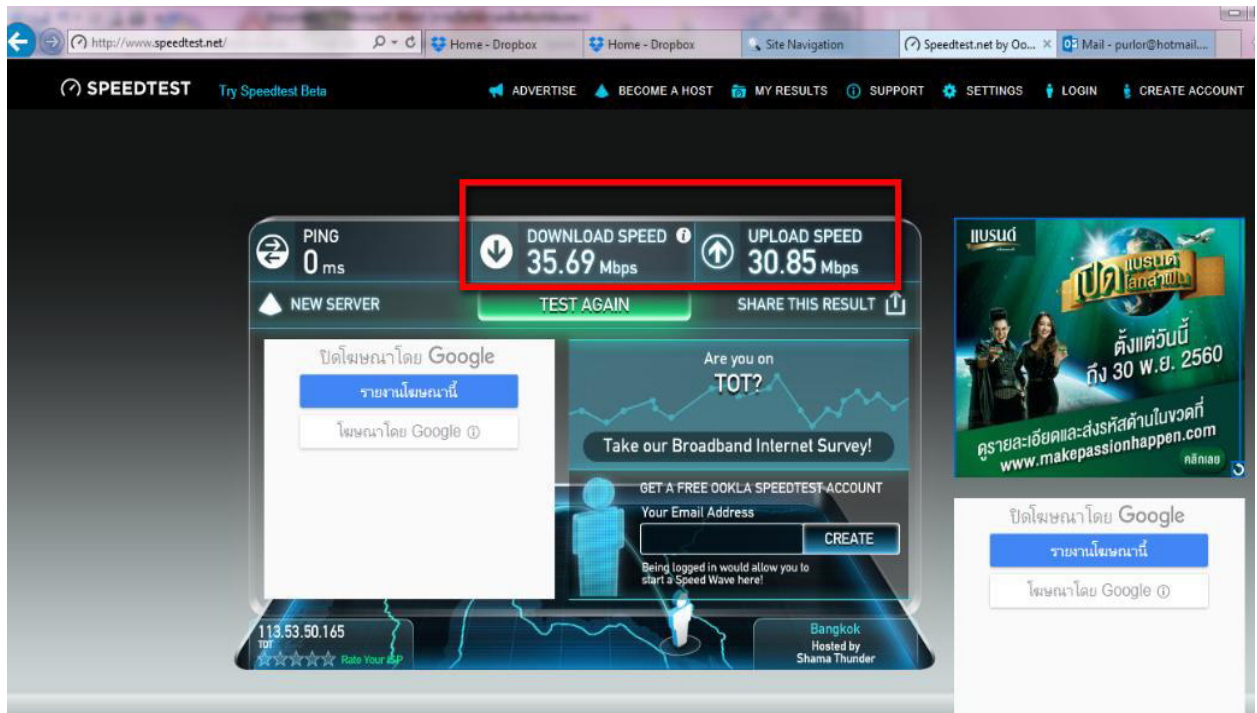 http://www.speedtest.net/
Home - Dropbox
Home - Dropbox
Site Navigation
Speedtest.net by Oo...
Mail - purlor@hotmail....
SPEEDTEST
Try Speedtest Beta
ADVERTISE
BECOME A HOST
MY RESULTS
SUPPORT
SETTINGS
LOGIN
CREATE ACCOUNT
PING
0 ms
DOWNLOAD SPEED
35.69 Mbps
UPLOAD SPEED
30.85 Mbps
NEW SERVER
TEST AGAIN
SHARE THIS RESULT
ปิดโฆษณาโดย Google
รายงานโฆษณานี้
โฆษณาโดย Google
Are you on
TOT?
Take our Broadband Internet Survey!
GET A FREE OOKLA SPEEDTEST ACCOUNT
Your Email Address
CREATE
Being logged in would allow you to
start a Speed Wave here!
113.53.50.165
TOT
Rate Your ISP
Bangkok
Hosted by
Shama Thunder
แบรนด์
เปิด
แบรนด์
ตั้งแต่วันนี้
ถึง 30 พ.ย. 2560
ดูรายละเอียดและส่งรหัสด้านในขวดที่
www.makepassionhappen.com
คลิกเลย
ปิดโฆษณาโดย Google
รายงานโฆษณานี้
โฆษณาโดย Google